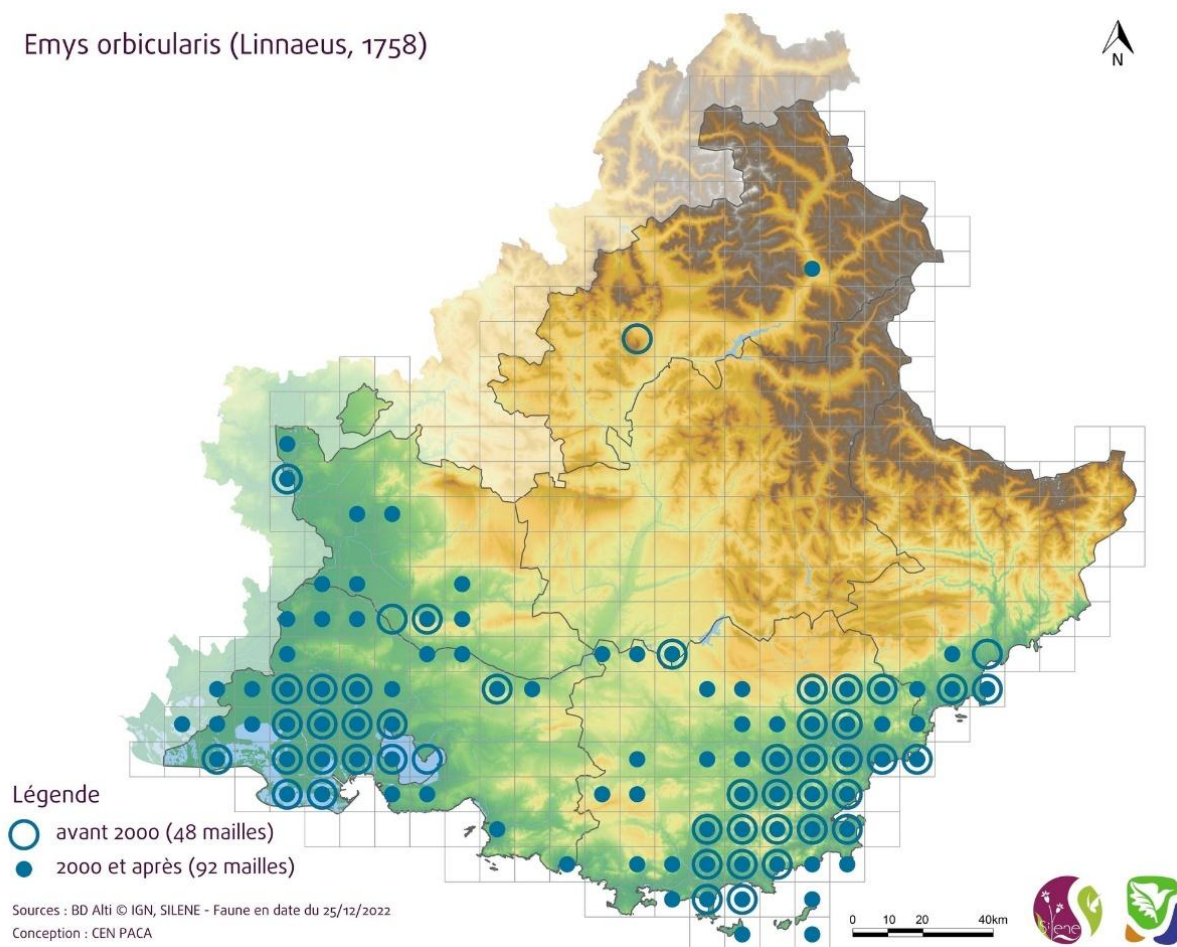 Emys orbicularis (Linnaeus, 1758)
N
Légende
avant 2000 (48 mailles)
2000 et après (92 mailles)
Sources : BD Alti © IGN, SILENE - Faune en date du 25/12/2022
Conception : CEN PACA
0 10 20 40km
Silene